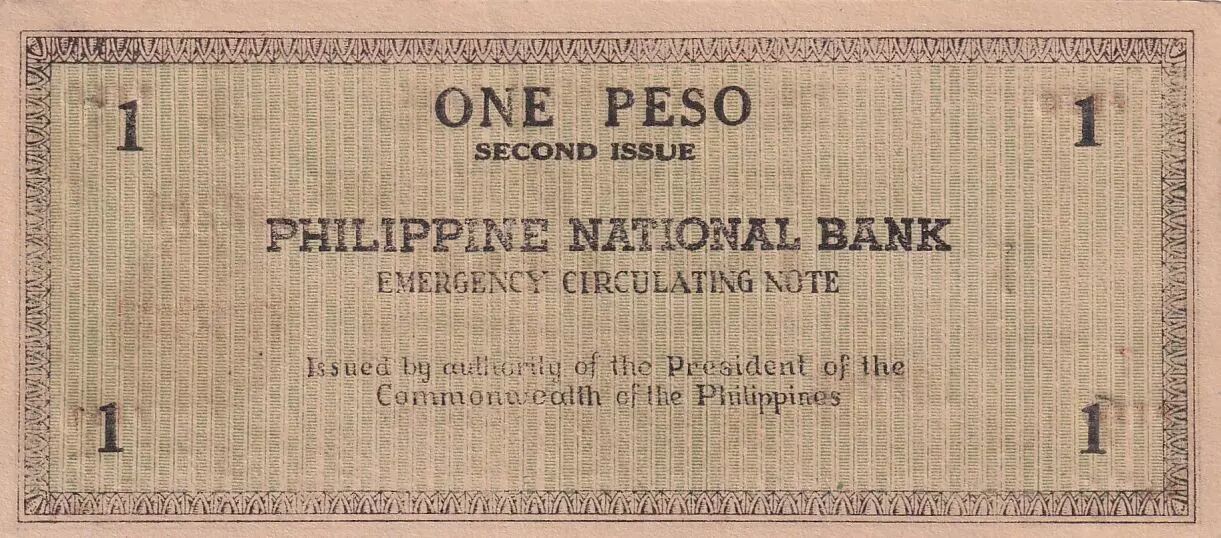 1 ONE PESO 1
SECOND ISSUE
PHILIPPINE NATIONAL BANK
EMERGENCY CIRCULATING NOTE
Issued by authority of the President of the
Commonwealth of the Philippines
1 1